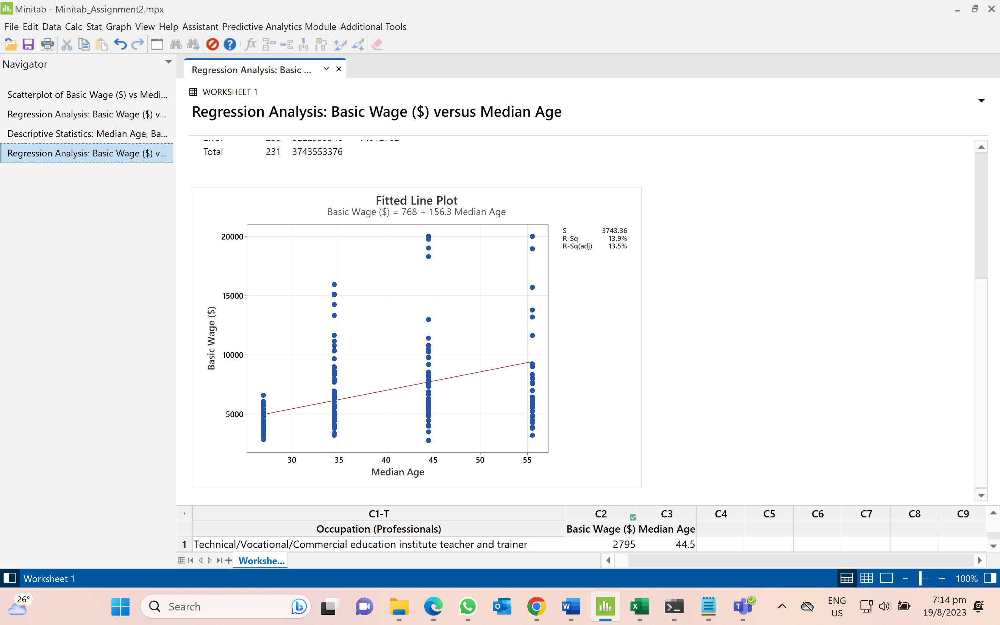 Minitab - Minitab_Assignment2.mpx
File Edit Data Calc Stat Graph View Help Assistant Predictive Analytics Module Additional Tools
Navigator
Regression Analysis: Basic ...
Scatterplot of Basic Wage ($) vs Medi...
Regression Analysis: Basic Wage ($) v...
Descriptive Statistics: Median Age, Ba...
Regression Analysis: Basic Wage ($) v...
WORKSHEET 1
Regression Analysis: Basic Wage ($) versus Median Age
Total 231 3743553376
Fitted Line Plot
Basic Wage ($) = 768 + 156.3 Median Age
S 3743.36
R-Sq 13.9%
R-Sq(adj) 13.5%
20000
15000
10000
5000
Basic Wage ($)
30 35 40 45 50 55
Median Age
C1-T C2 C3 C4 C5 C6 C7 C8 C9
Occupation (Professionals) Basic Wage ($) Median Age
1 Technical/Vocational/Commercial education institute teacher and trainer 2795 44.5
Workshe...
Worksheet 1
100%
26°
Search
ENG
US
7:14 pm
19/8/2023